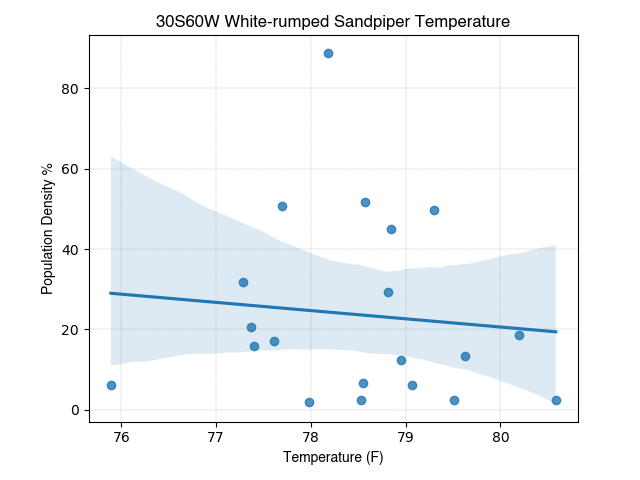 30S60W White-rumped Sandpiper Temperature
Population Density %
80
60
40
20
0
76 77 78 79 80
Temperature (F)